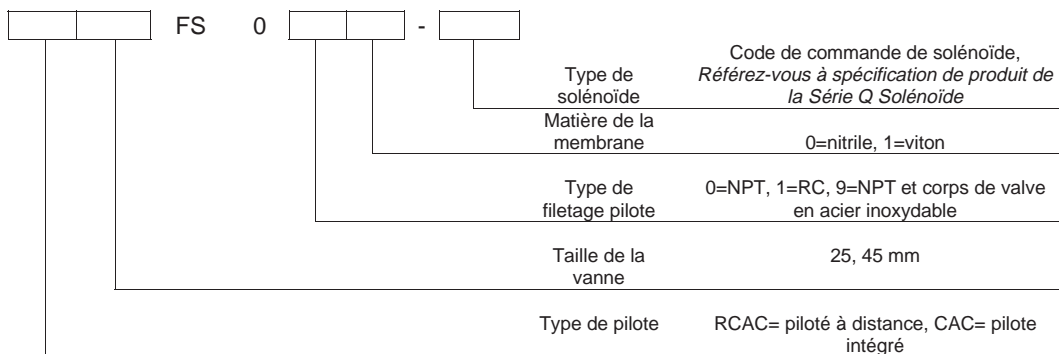 FS 0 -
Type de solénoïde
Code de commande de solénoïde,
Référez-vous à spécification de produit de
la Série Q Solénoïde
Matière de la
membrane
0=nitrile, 1=viton
Type de
filetage pilote
0=NPT, 1=RC, 9=NPT et corps de valve
en acier inoxydable
Taille de la
vanne
25, 45 mm
Type de pilote
RCAC= piloté à distance, CAC= pilote
intégré